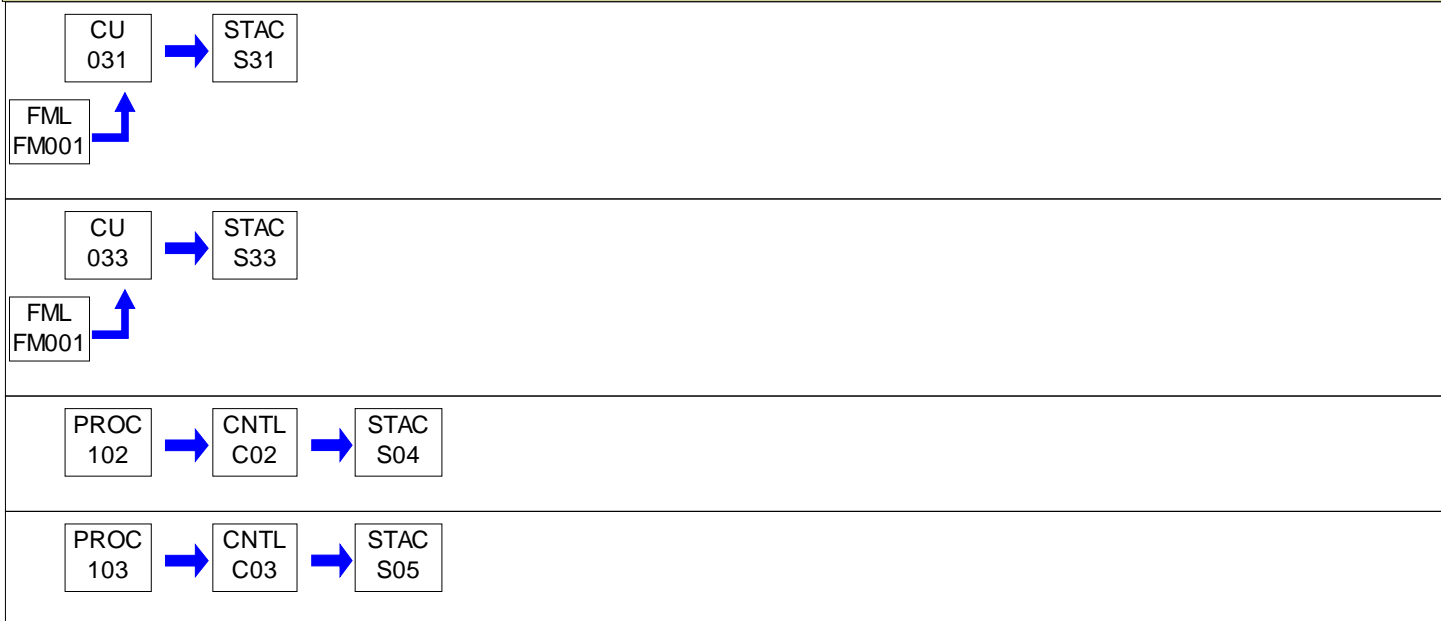 CU
031
STAC
S31
FML
FM001
CU
033
STAC
S33
FML
FM001
PROC
102
CNTL
C02
STAC
S04
PROC
103
CNTL
C03
STAC
S05